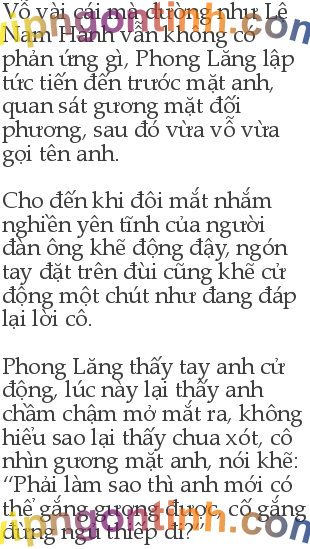 Vỗ vài cái mà dường như Lệ
Nam Hành vẫn không có
phản ứng gì, Phong Lăng lập
tức tiến đến trước mặt anh,
quan sát gương mặt đối
phương, sau đó vừa vỗ vừa
gọi tên anh.
Cho đến khi đôi mắt nhắm
nghiền yên tĩnh của người
đàn ông khẽ động đậy, ngón
tay đặt trên đùi cũng khẽ cử
động một chút như đang đáp
lại lời cô.
Phong Lăng thấy tay anh cử
động, lúc này lại thấy anh
chầm chậm mở mắt ra, không
hiểu sao lại thấy chua xót, cô
nhìn gương mặt anh, nói khẽ:
“Phải làm sao thì anh mới có
thể gắng gượng được, cố gắng
đừng ngủ thiếp đi?”
vipngontinh.com
vipngontinh.com